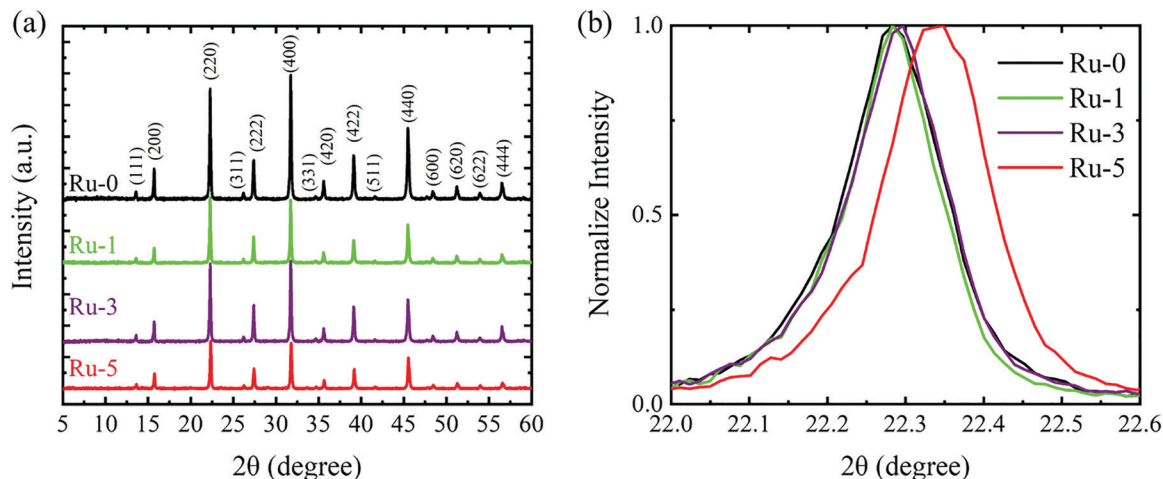 (a)
Intensity (a.u.)
(111)
(200)
(220)
(311)
(222)
(400)
(331)
(420)
(422)
(511)
(440)
(600)
(620)
(622)
(444)
Ru-0
Ru-1
Ru-3
Ru-5
5 10 15 20 25 30 35 40 45 50 55 60
2θ (degree)
(b)
Normalize Intensity
1.0
0.5
0.0
Ru-0
Ru-1
Ru-3
Ru-5
22.0 22.1 22.2 22.3 22.4 22.5 22.6
2θ (degree)